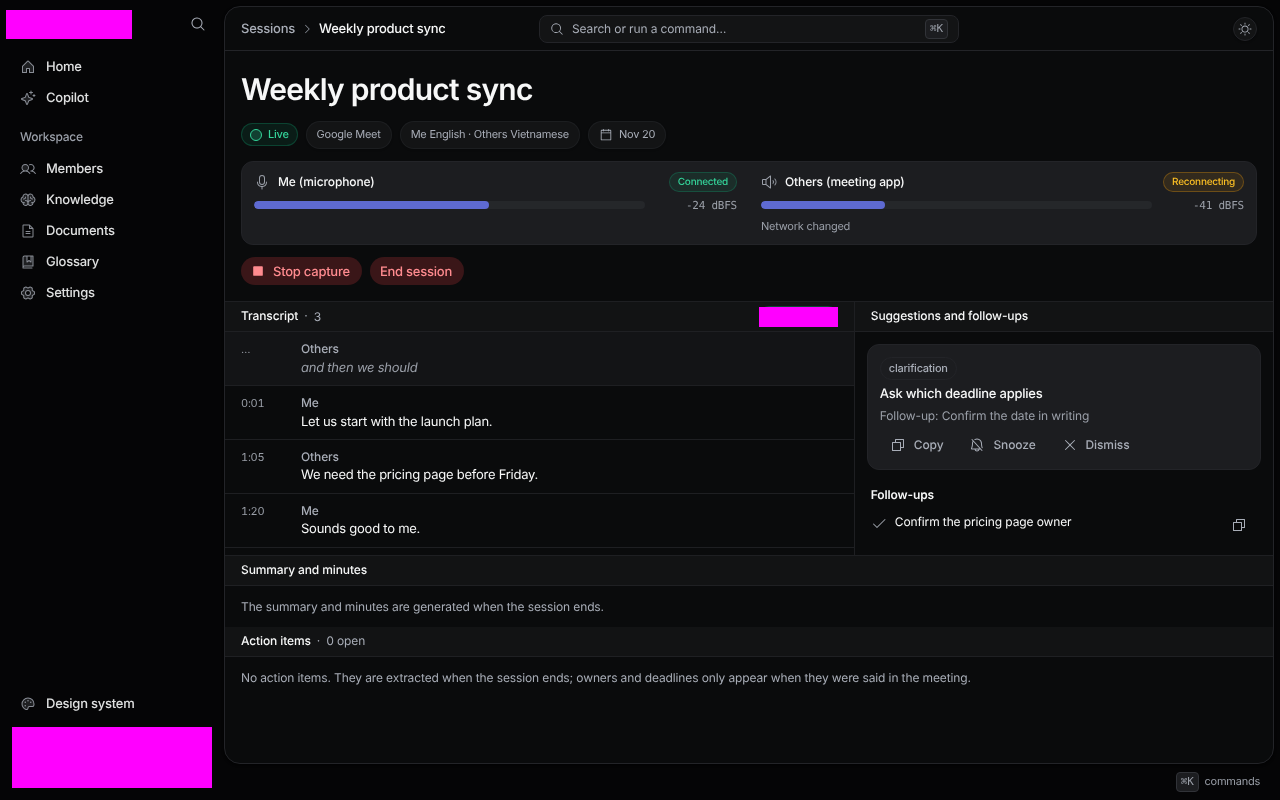 Home
Copilot
Workspace
Members
Knowledge
Documents
Glossary
Settings
Design system
Sessions > Weekly product sync
Search or run a command... ⌘K
Weekly product sync
Live
Google Meet
Me English · Others Vietnamese
Nov 20
Me (microphone)
Connected
-24 dBFS
Others (meeting app)
Reconnecting
-41 dBFS
Network changed
Stop capture
End session
Transcript · 3
... Others
and then we should
0:01 Me
Let us start with the launch plan.
1:05 Others
We need the pricing page before Friday.
1:20 Me
Sounds good to me.
Suggestions and follow-ups
clarification
Ask which deadline applies
Follow-up: Confirm the date in writing
Copy Snooze Dismiss
Follow-ups
Confirm the pricing page owner
Summary and minutes
The summary and minutes are generated when the session ends.
Action items · 0 open
No action items. They are extracted when the session ends; owners and deadlines only appear when they were said in the meeting.
⌘K commands